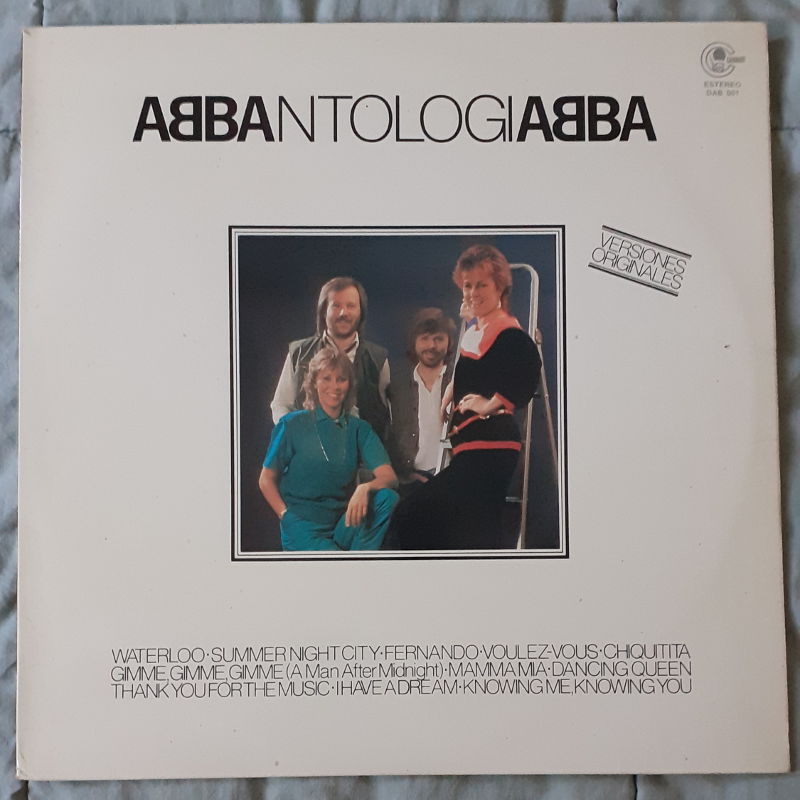 ESTEREO
DAB 001
AᗺBANTOLOGIAᗺBA
VERSIONES
ORIGINALES
WATERLOO·SUMMER NIGHT CITY·FERNANDO·VOULEZ-VOUS·CHIQUITITA
GIMME, GIMME, GIMME (A Man After Midnight)·MAMMA MIA·DANCING QUEEN
THANK YOU FOR THE MUSIC·I HAVE A DREAM·KNOWING ME, KNOWING YOU